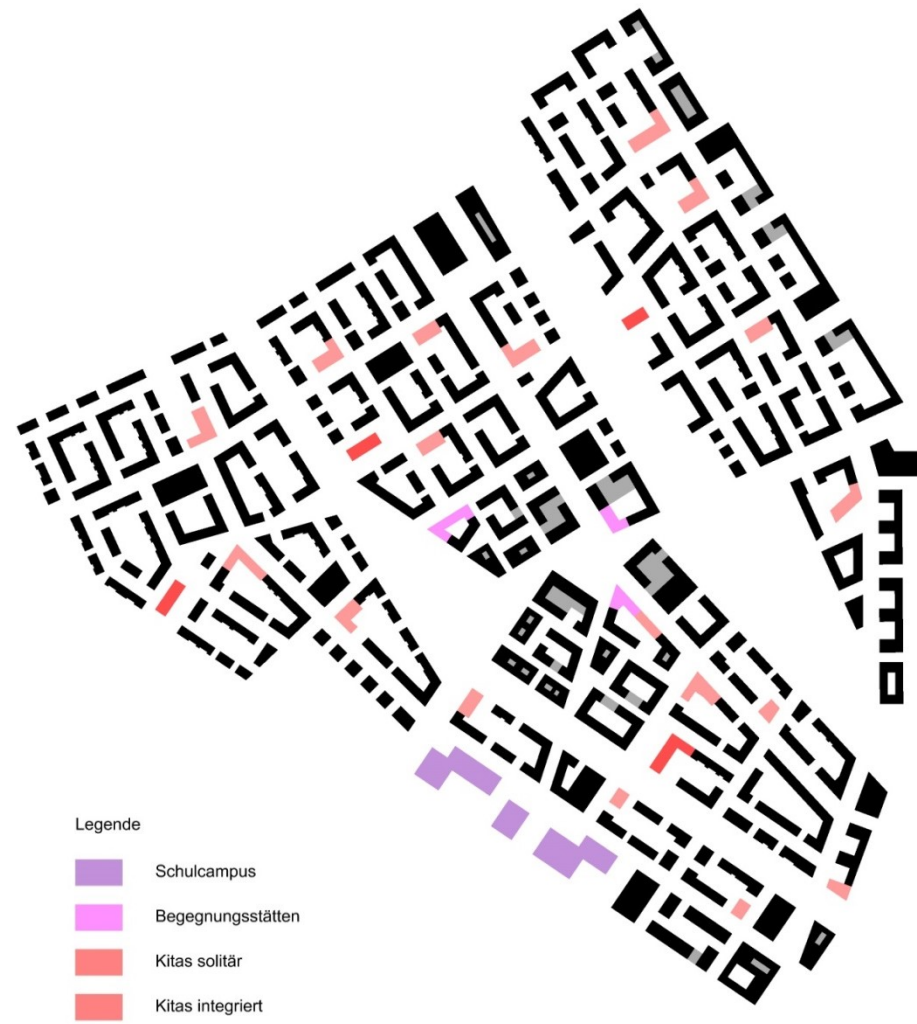 Legende
Schulcampus
Begegnungsstätten
Kitas solitär
Kitas integriert